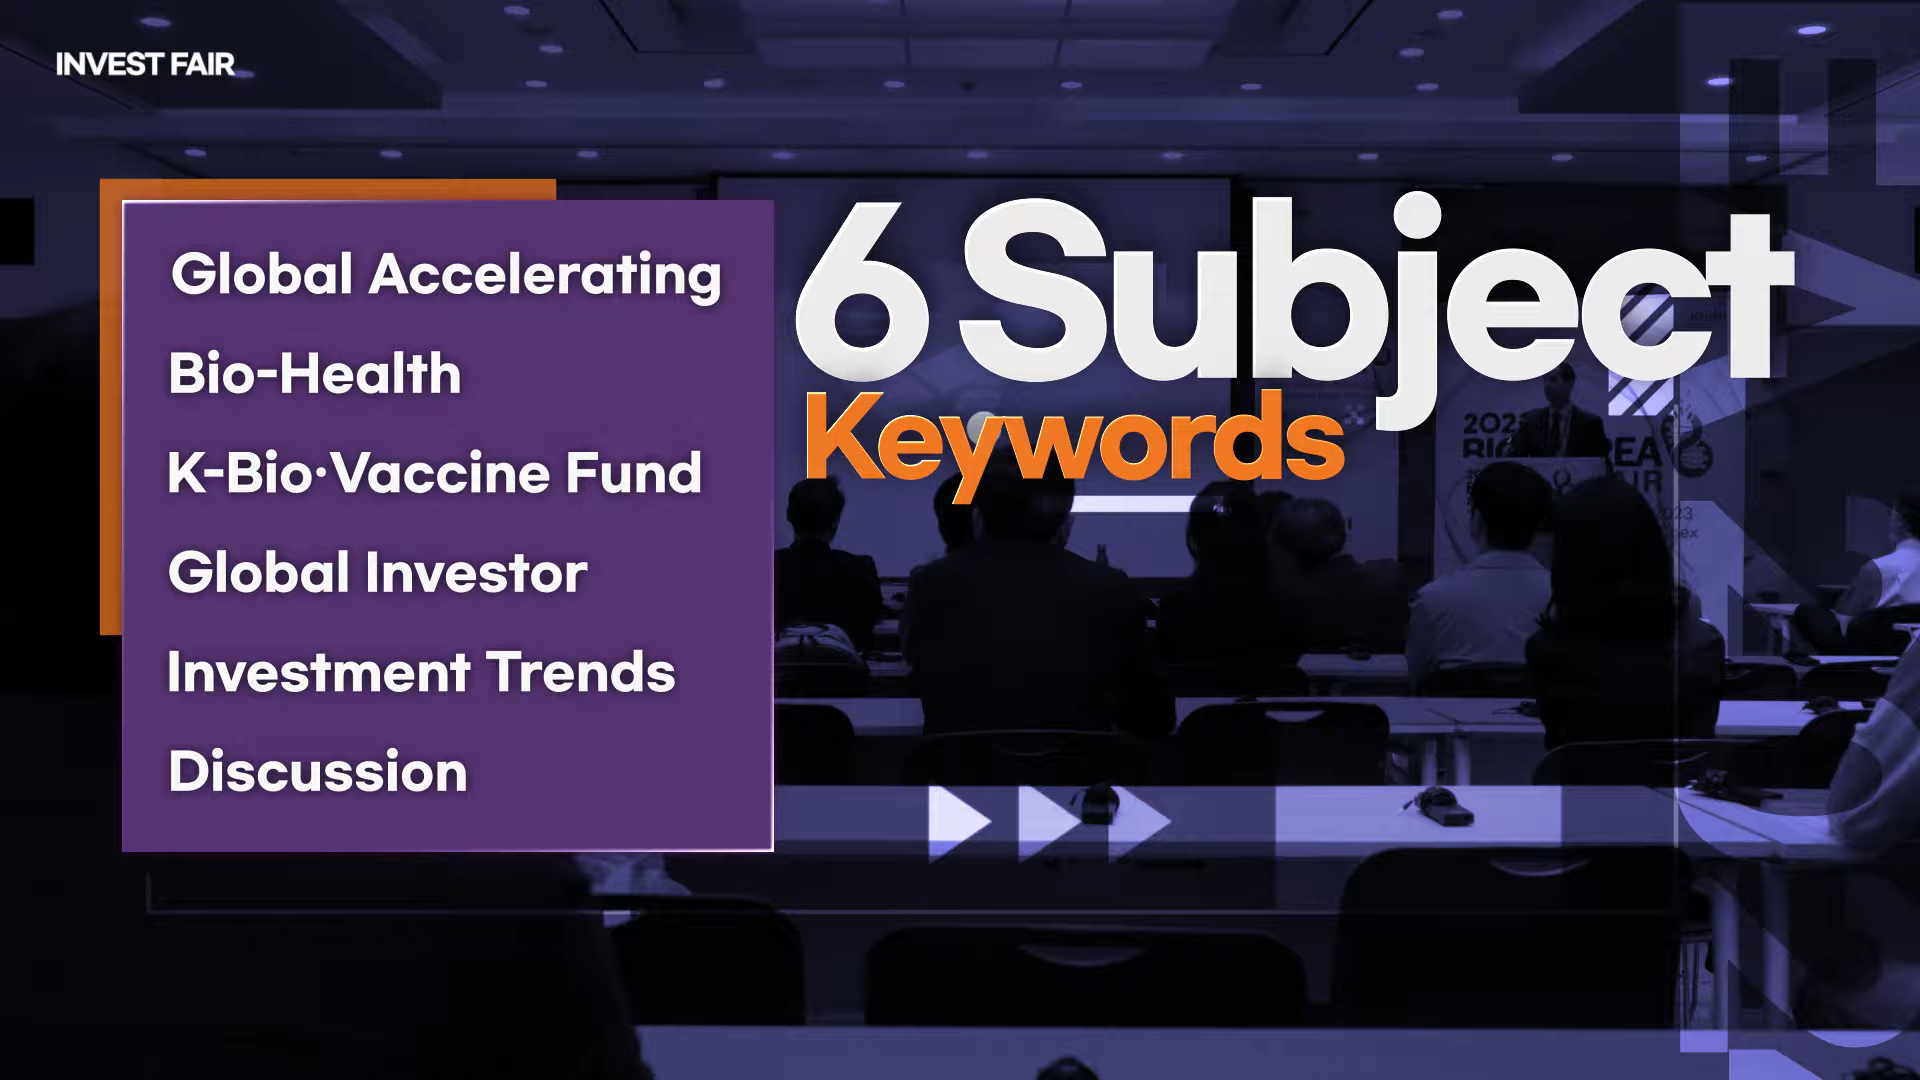 INVEST FAIR
6 Subject
Keywords
Global Accelerating
Bio-Health
K-Bio·Vaccine Fund
Global Investor
Investment Trends
Discussion